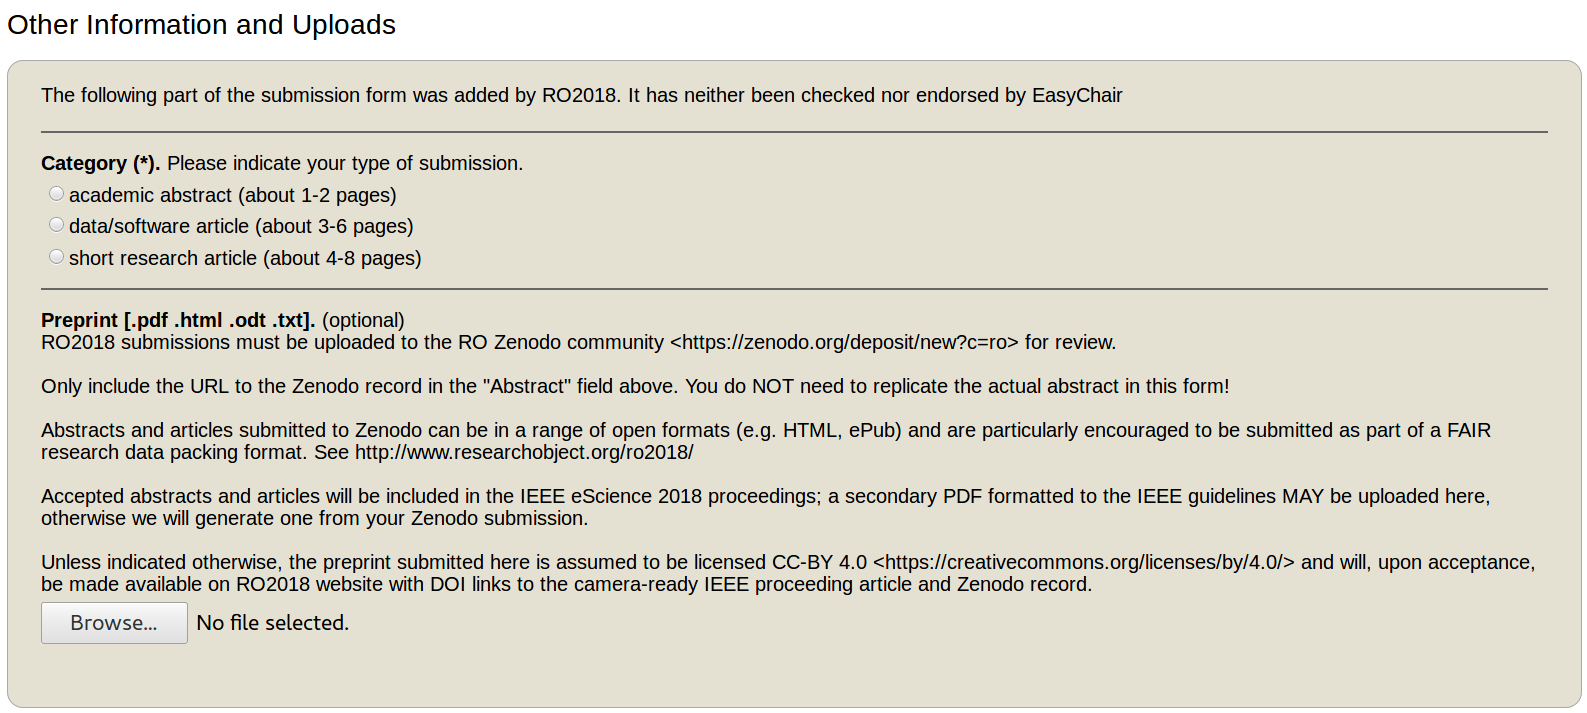 Other Information and Uploads
The following part of the submission form was added by RO2018. It has neither been checked nor endorsed by EasyChair
Category (*). Please indicate your type of submission.
academic abstract (about 1-2 pages)
data/software article (about 3-6 pages)
short research article (about 4-8 pages)
Preprint [.pdf .html .odt .txt]. (optional)
RO2018 submissions must be uploaded to the RO Zenodo community <https://zenodo.org/deposit/new?c=ro> for review.
Only include the URL to the Zenodo record in the "Abstract" field above. You do NOT need to replicate the actual abstract in this form!
Abstracts and articles submitted to Zenodo can be in a range of open formats (e.g. HTML, ePub) and are particularly encouraged to be submitted as part of a FAIR
research data packing format. See http://www.researchobject.org/ro2018/
Accepted abstracts and articles will be included in the IEEE eScience 2018 proceedings; a secondary PDF formatted to the IEEE guidelines MAY be uploaded here,
otherwise we will generate one from your Zenodo submission.
Unless indicated otherwise, the preprint submitted here is assumed to be licensed CC-BY 4.0 <https://creativecommons.org/licenses/by/4.0/> and will, upon acceptance,
be made available on RO2018 website with DOI links to the camera-ready IEEE proceeding article and Zenodo record.
Browse... No file selected.